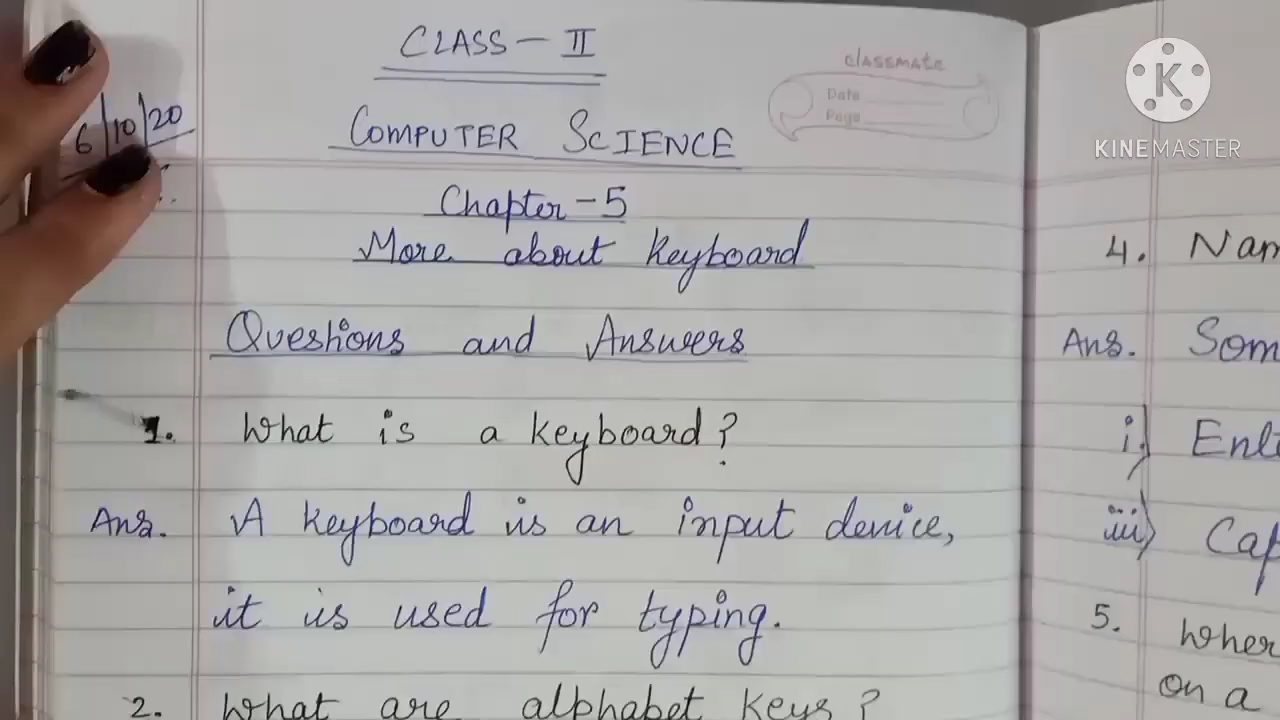 CLASS - II
6/10/20
classmate
Date
Page
KINEMASTER
COMPUTER SCIENCE
Chapter - 5
More about keyboard
Questions and Answers
1. What is a keyboard?
Ans. A keyboard is an input device,
it is used for typing.
2. What are alphabet keys?
4. Nam
Ans. Som
i)
iii) Cap
5. Wher
on a